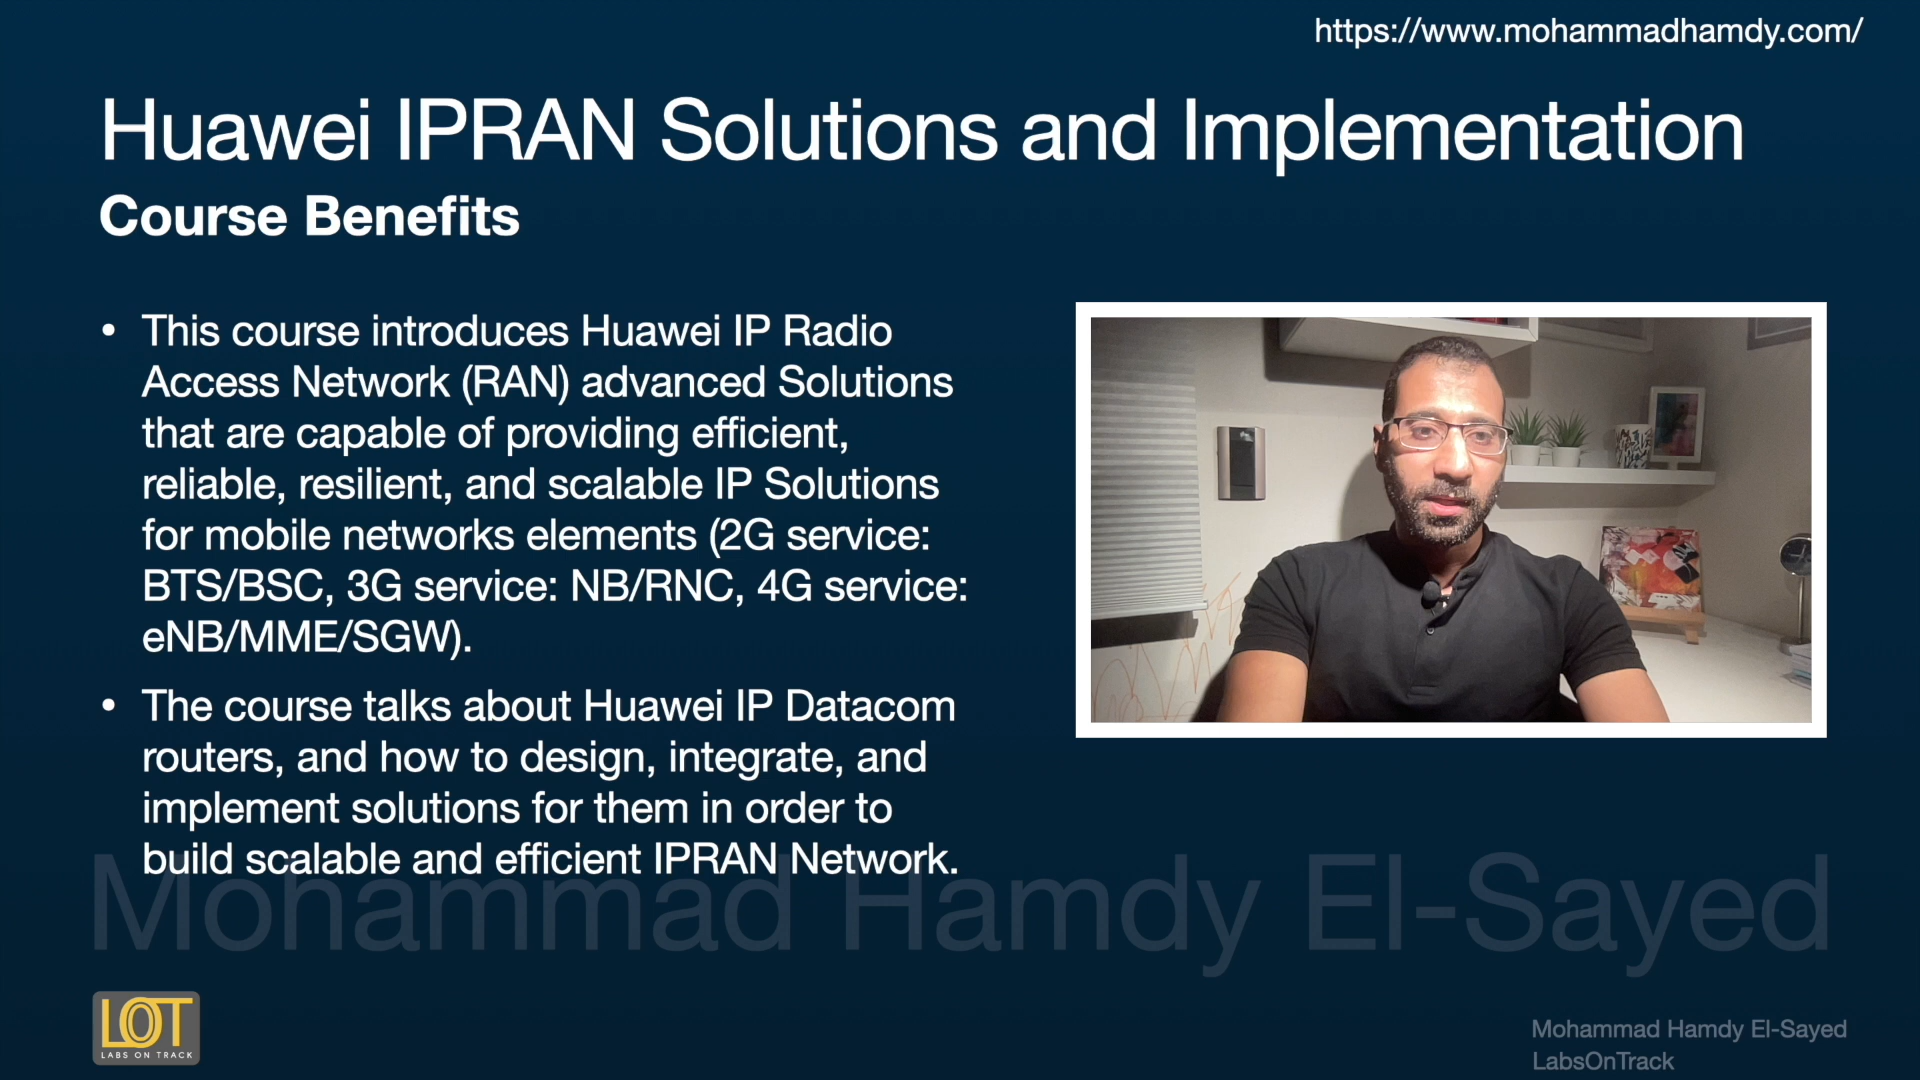 https://www.mohammadhamdy.com/
Huawei IPRAN Solutions and Implementation
Course Benefits
• This course introduces Huawei IP Radio
Access Network (RAN) advanced Solutions
that are capable of providing efficient,
reliable, resilient, and scalable IP Solutions
for mobile networks elements (2G service:
BTS/BSC, 3G service: NB/RNC, 4G service:
eNB/MME/SGW).
• The course talks about Huawei IP Datacom
routers, and how to design, integrate, and
implement solutions for them in order to
build scalable and efficient IPRAN Network.
Mohammad Hamdy El-Sayed
LOT
LABS ON TRACK
Mohammad Hamdy El-Sayed
LabsOnTrack